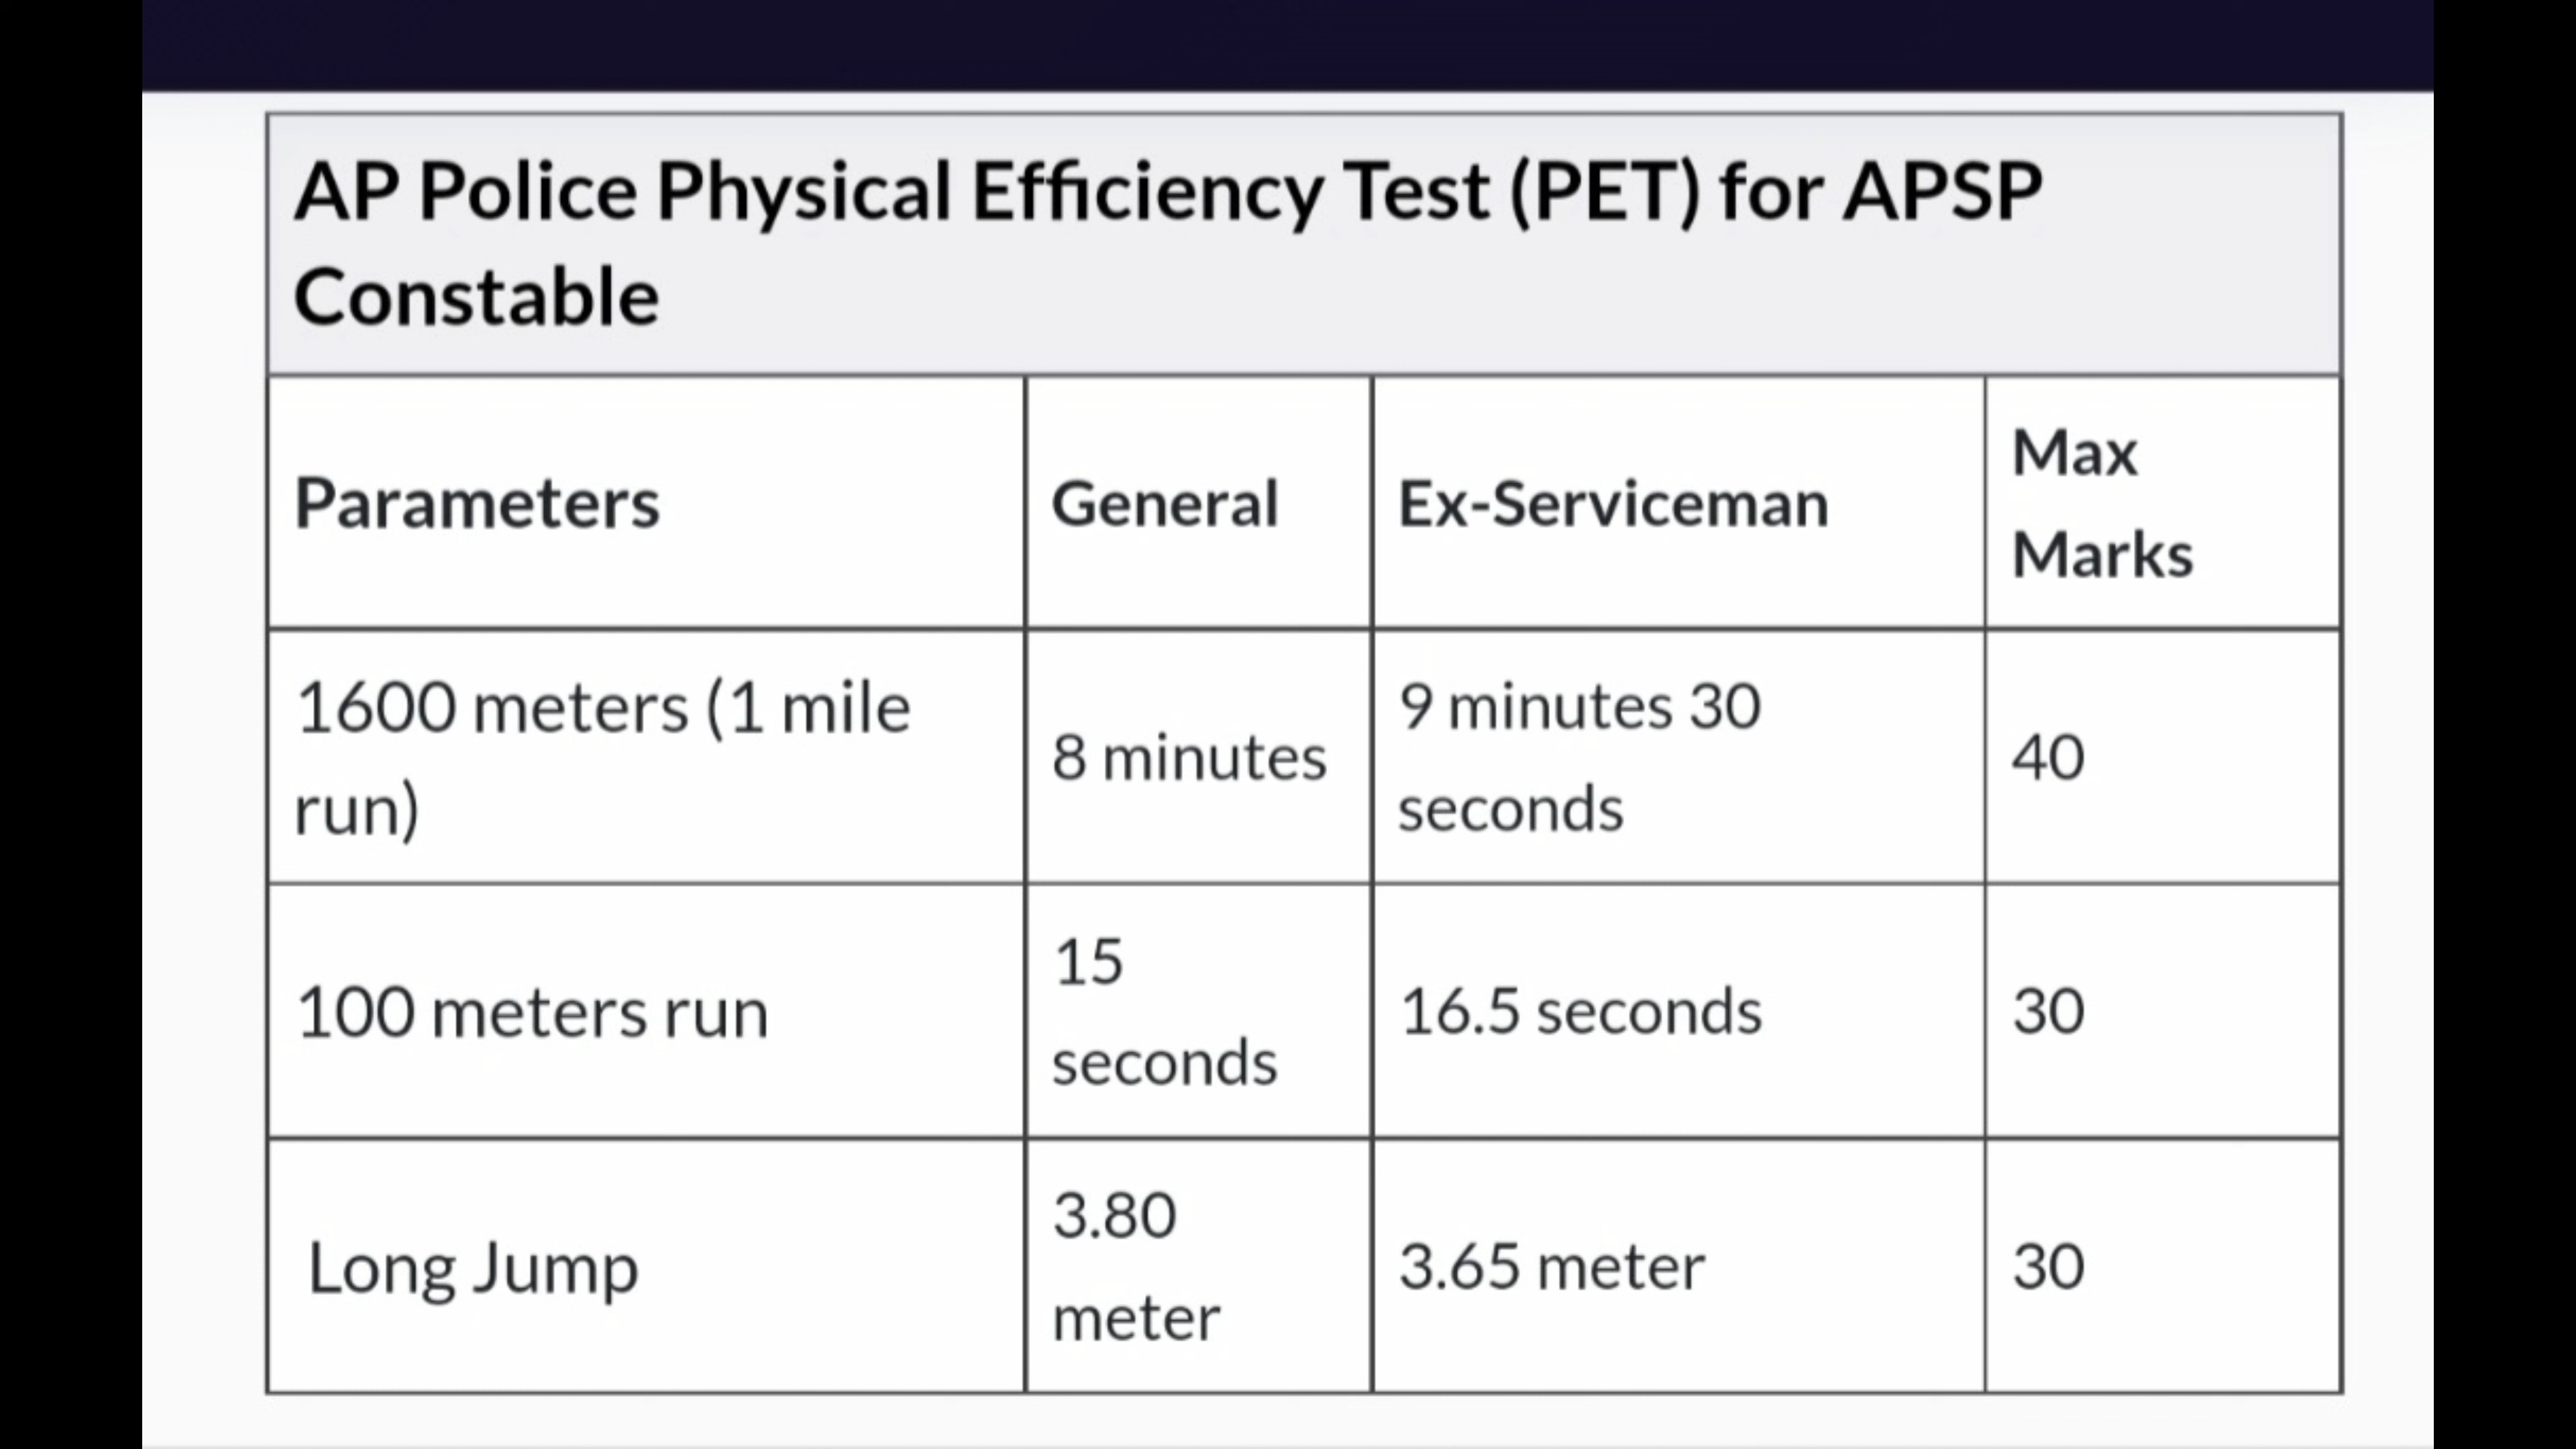 AP Police Physical Efficiency Test (PET) for APSP
Constable
Parameters
General
Ex-Serviceman
Max
Marks
1600 meters (1 mile
run)
8 minutes
9 minutes 30
seconds
40
100 meters run
15
seconds
16.5 seconds
30
Long Jump
3.80
meter
3.65 meter
30